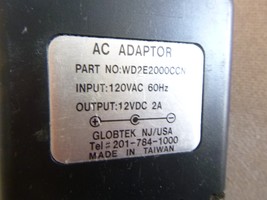 AC ADAPTOR
PART NO:WD2E2000CCN
INPUT:120VAC 60Hz
OUTPUT:12VDC 2A
GLOBTEK NJ/USA
Tel=201-784-1000
MADE IN TAIWAN